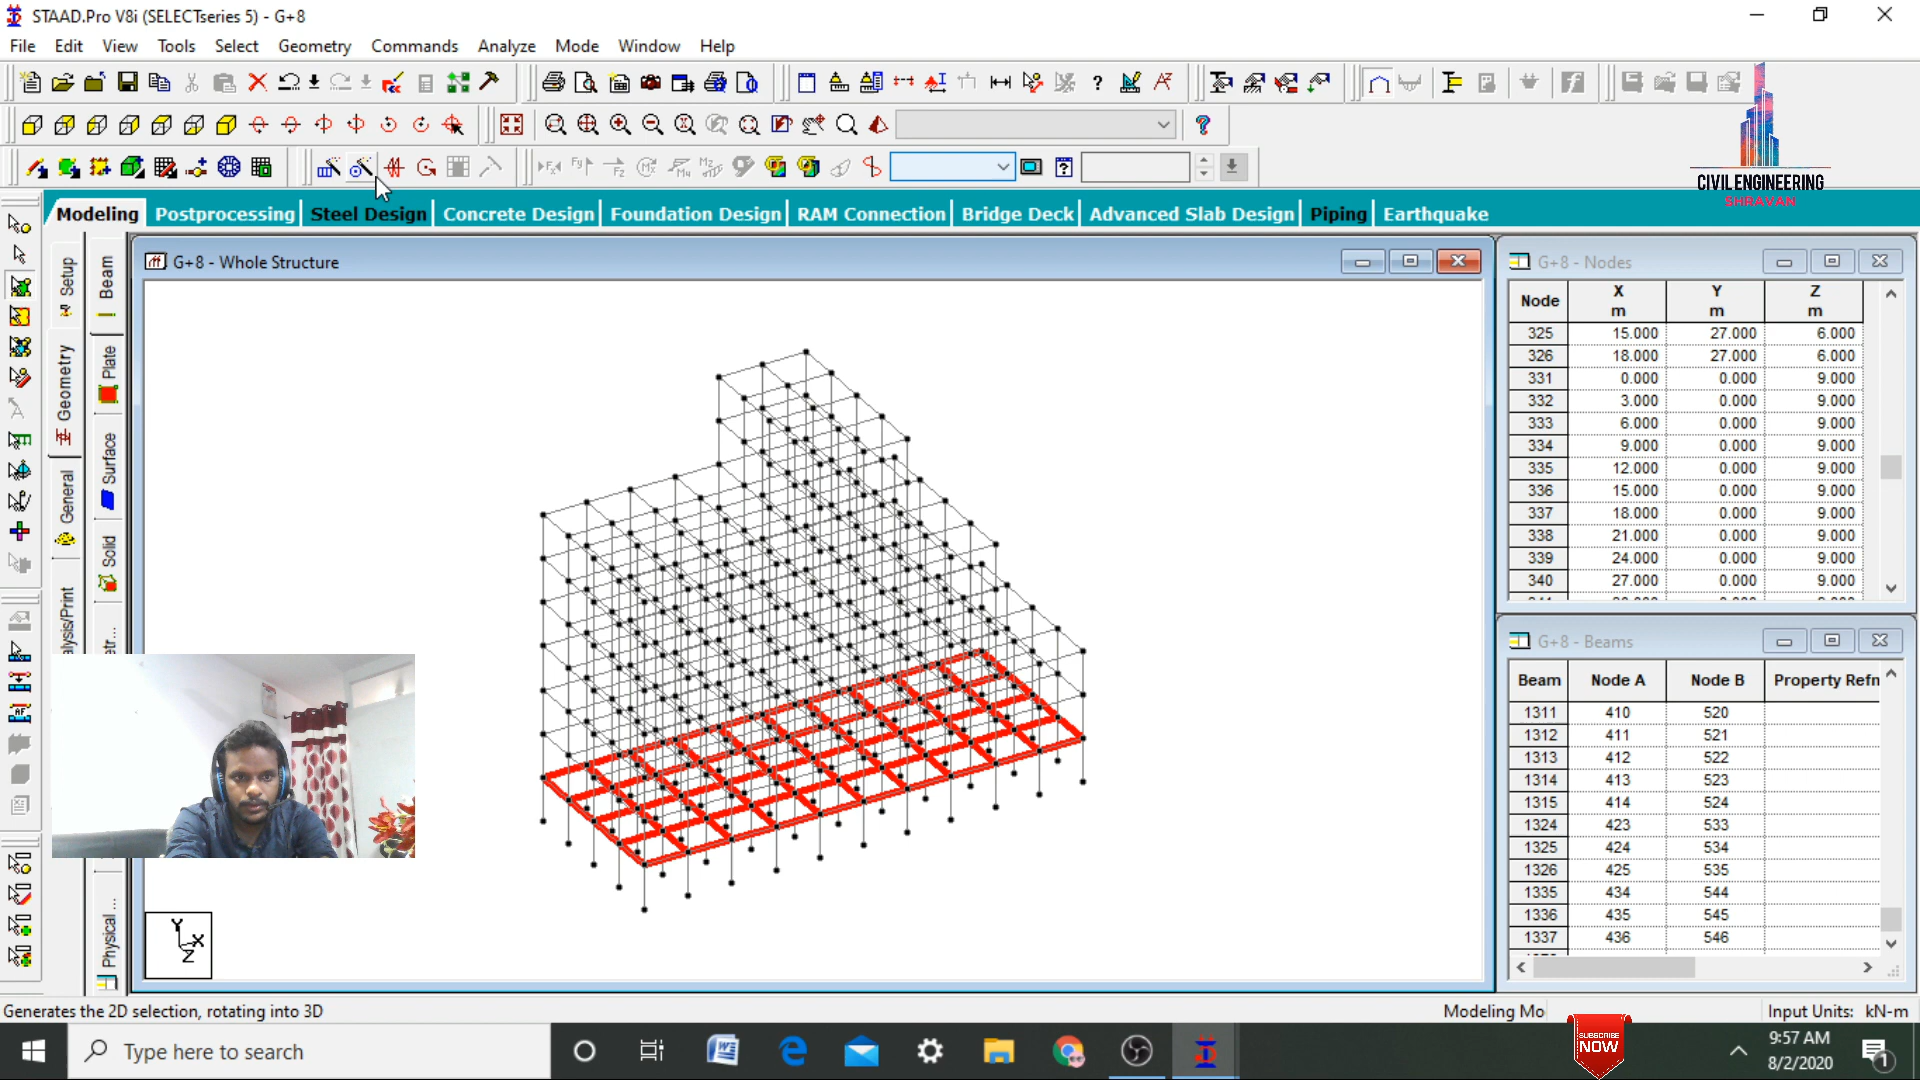 STAAD.Pro V8i (SELECTseries 5) - G+8
File Edit View Tools Select Geometry Commands Analyze Mode Window Help
CIVIL ENGINEERING
SHRAVAN
Modeling Postprocessing Steel Design Concrete Design Foundation Design RAM Connection Bridge Deck Advanced Slab Design Piping Earthquake
Setup
Geometry
General
alysis/Print
Beam
Plate
Surface
Solid
Physical ...
G+8 - Whole Structure
Y
X
Z
G+8 - Nodes
Node X m Y m Z m
325 15.000 27.000 6.000
326 18.000 27.000 6.000
331 0.000 0.000 9.000
332 3.000 0.000 9.000
333 6.000 0.000 9.000
334 9.000 0.000 9.000
335 12.000 0.000 9.000
336 15.000 0.000 9.000
337 18.000 0.000 9.000
338 21.000 0.000 9.000
339 24.000 0.000 9.000
340 27.000 0.000 9.000
G+8 - Beams
Beam Node A Node B Property Refn
1311 410 520
1312 411 521
1313 412 522
1314 413 523
1315 414 524
1324 423 533
1325 424 534
1326 425 535
1335 434 544
1336 435 545
1337 436 546
Generates the 2D selection, rotating into 3D
Modeling Mo
Input Units: kN-m
Type here to search
SUBSCRIBE
NOW
9:57 AM
8/2/2020
1